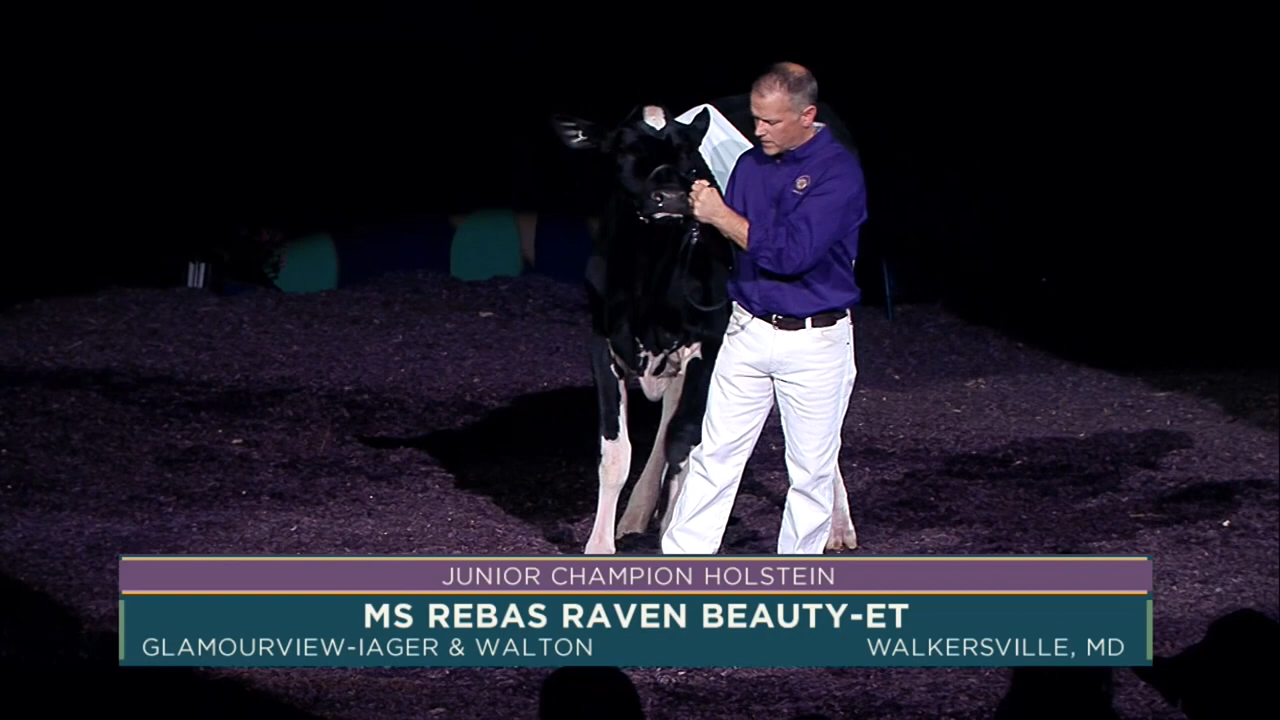 JUNIOR CHAMPION HOLSTEIN
MS REBAS RAVEN BEAUTY-ET
GLAMOURVIEW-IAGER & WALTON WALKERSVILLE, MD